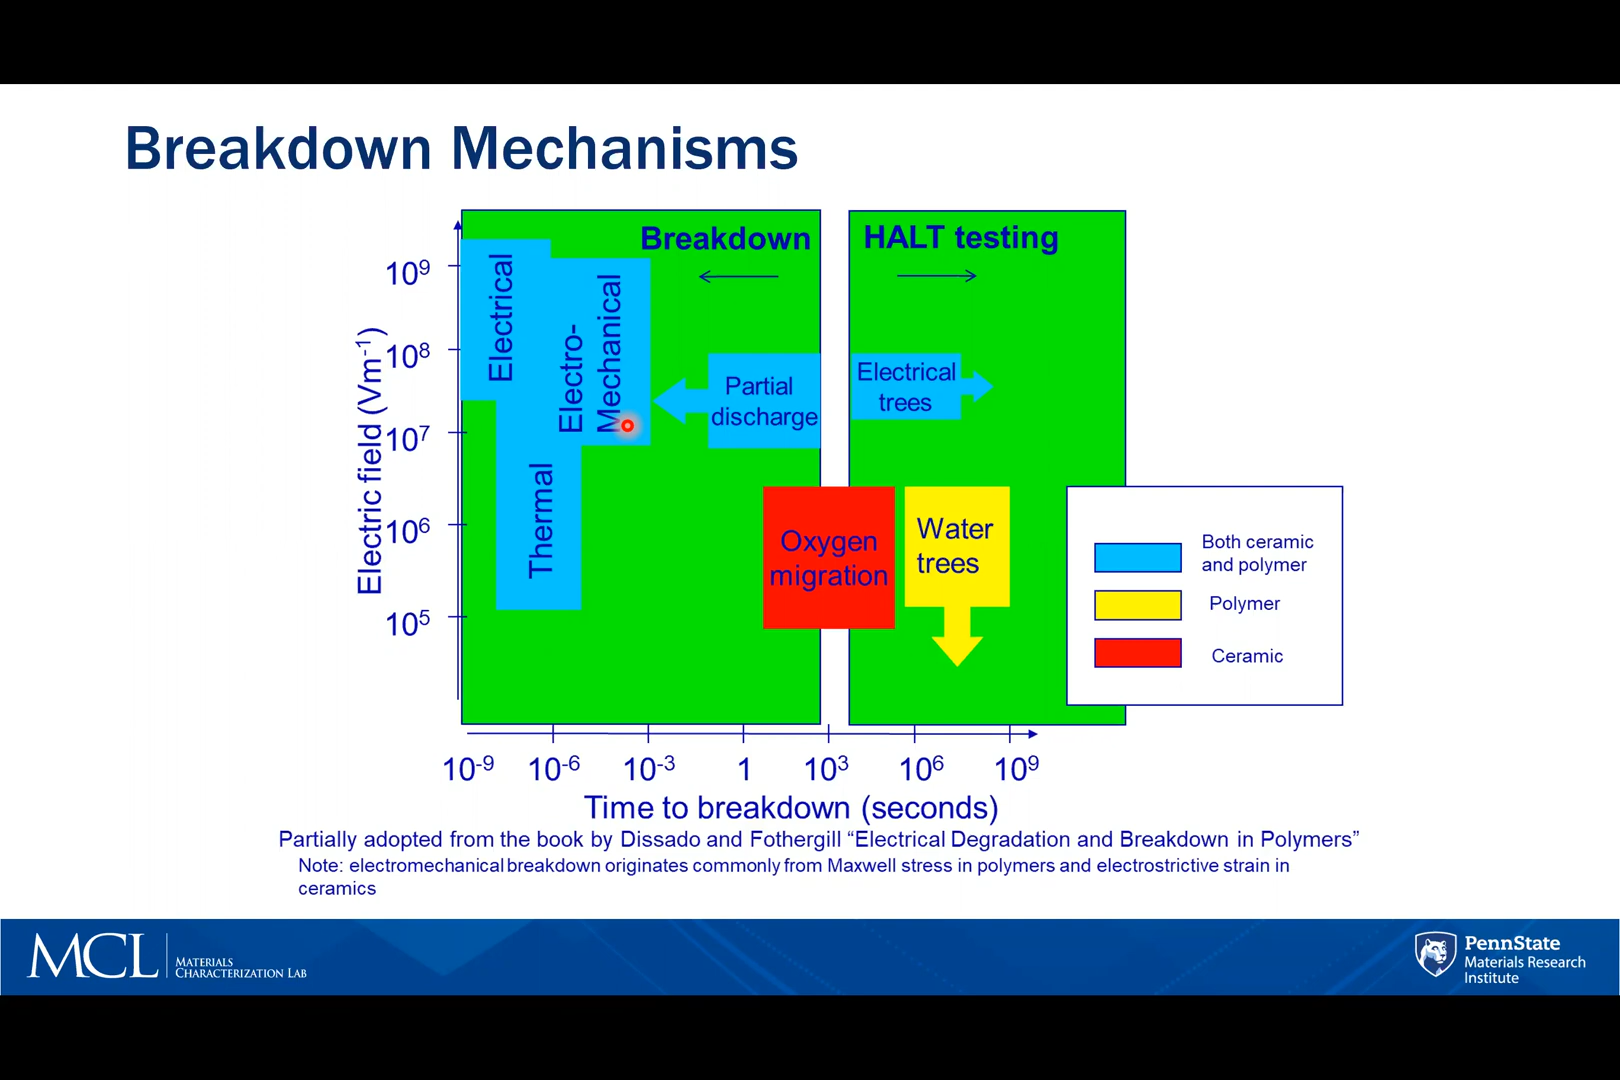 Breakdown Mechanisms
Breakdown
HALT testing
Electric field (Vm-1)
10⁹
10⁸
10⁷
10⁶
10⁵
Electrical
Electro-
Mechanical
Thermal
Partial
discharge
Electrical
trees
Oxygen
migration
Water
trees
Both ceramic
and polymer
Polymer
Ceramic
10-9 10-6 10-3 1 10³ 10⁶ 10⁹
Time to breakdown (seconds)
Partially adopted from the book by Dissado and Fothergill “Electrical Degradation and Breakdown in Polymers”
Note: electromechanical breakdown originates commonly from Maxwell stress in polymers and electrostrictive strain in
ceramics
MCL
MATERIALS
CHARACTERIZATION LAB
PennState
Materials Research
Institute